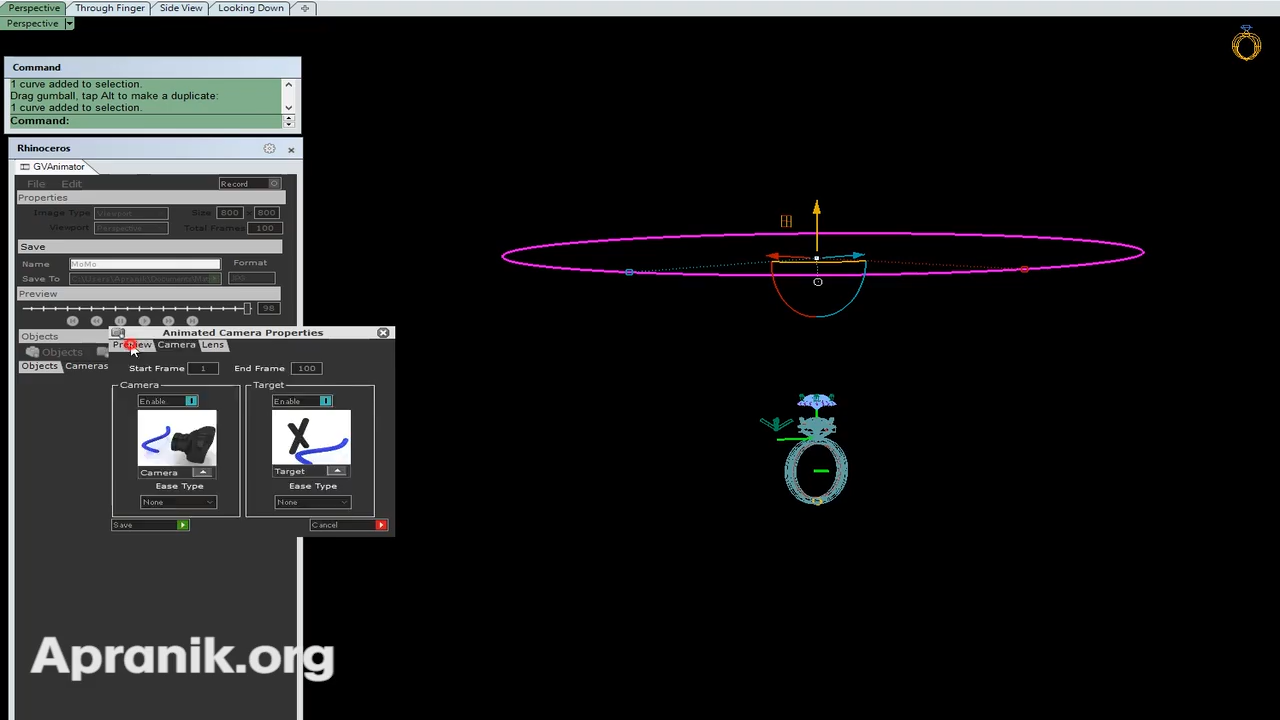 Perspective Through Finger Side View Looking Down
Perspective
Command
1 curve added to selection.
Drag gumball, tap Alt to make a duplicate:
1 curve added to selection.
Command:
Rhinoceros
GVAnimator
File Edit Record
Properties
Image Type Viewport Size 800 x 800
Viewport Perspective Total Frames 100
Save
Name MoMo Format
Save To
Preview
98
Objects
Objects
Objects Cameras
Animated Camera Properties
Preview Camera Lens
Start Frame 1 End Frame 100
Camera Target
Enable Enable
Camera Target
Ease Type Ease Type
None None
Save Cancel
Apranik.org